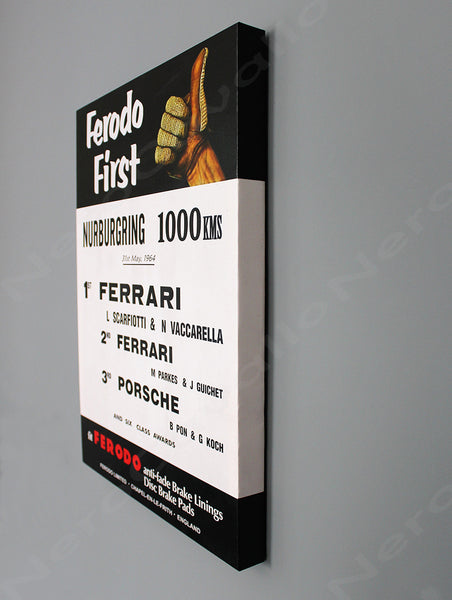 Ferodo
First
NURBURGRING 1000 KMS
31st May, 1964
1ST FERRARI
L SCARFIOTTI & N VACCARELLA
2ND FERRARI
M PARKES & J GUICHET
3RD PORSCHE
B PON & G KOCH
AND SIX CLASS AWARDS
FERODO anti-fade Brake Linings
Disc Brake Pads
FERODO LIMITED · CHAPEL-EN-LE-FRITH · ENGLAND